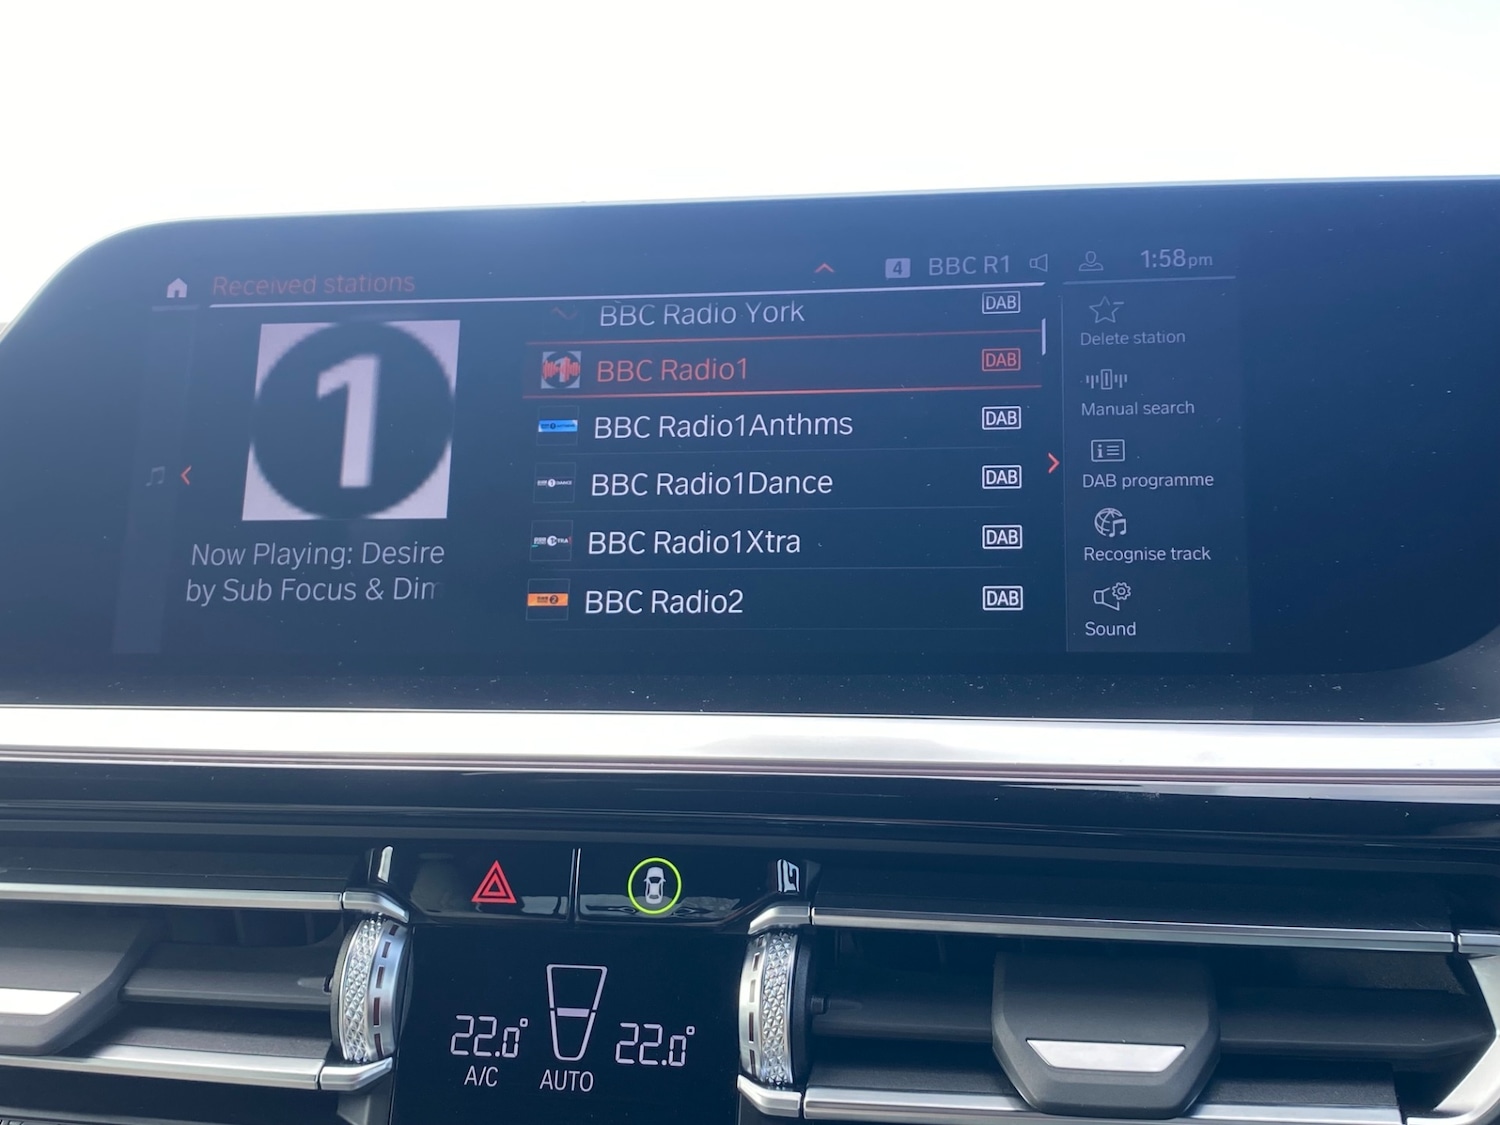 Received stations
4 BBC R1
1:58pm
1
Now Playing: Desire
by Sub Focus & Dim
BBC Radio York DAB
BBC Radio1 DAB
BBC Radio1Anthms DAB
BBC Radio1Dance DAB
BBC Radio1Xtra DAB
BBC Radio2 DAB
Delete station
Manual search
DAB programme
Recognise track
Sound
22.0° 22.0°
A/C AUTO